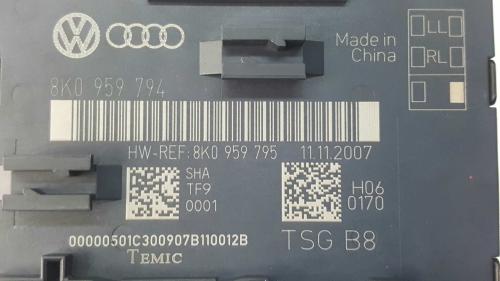 LL
Made in
China
RL
8K0 959 794
HW-REF:8K0 959 795 11.11.2007
SHA
TF9
0001
H06
0170
00000501C300907B110012B
TSG B8
TEMIC